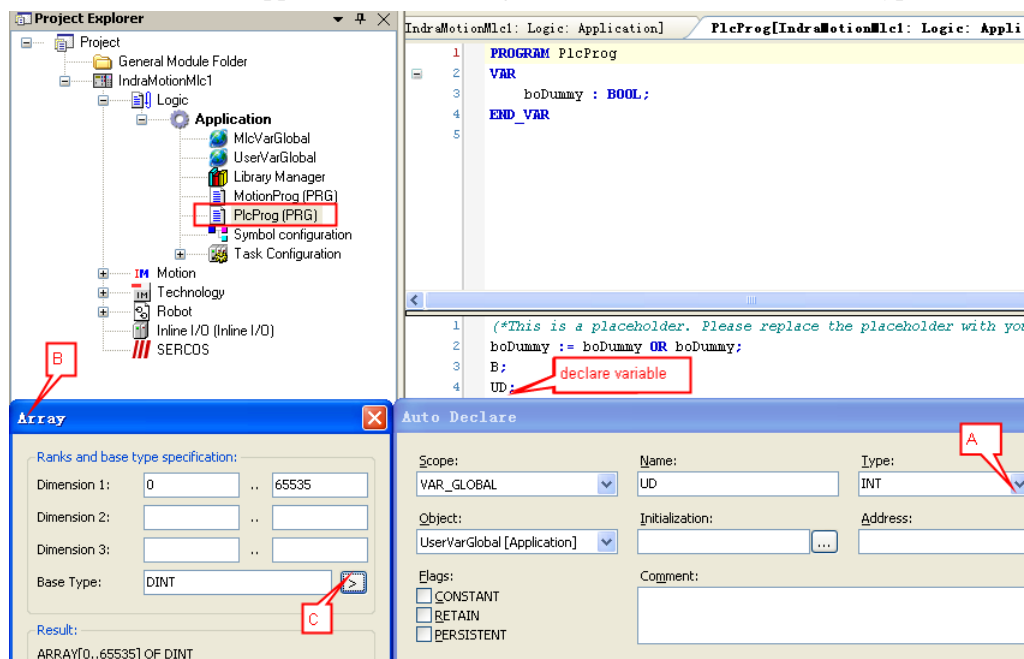 Project Explorer
Project
General Module Folder
IndraMotionMlc1
Logic
Application
MlcVarGlobal
UserVarGlobal
Library Manager
MotionProg (PRG)
PlcProg (PRG)
Symbol configuration
Task Configuration
IM Motion
IM Technology
Robot
Inline I/O (Inline I/O)
SERCOS
B
IndraMotionMlc1: Logic: Application]
PlcProg[IndraMotionMlc1: Logic: Appli
1 PROGRAM PlcProg
2 VAR
3 boDummy : BOOL;
4 END_VAR
5
1 (*This is a placeholder. Please replace the placeholder with you
2 boDummy := boDummy OR boDummy;
3 B;
4 UD;
declare variable
Array
Ranks and base type specification:
Dimension 1: 0 .. 65535
Dimension 2: ..
Dimension 3: ..
Base Type: DINT >
C
Result:
ARRAY[0..65535] OF DINT
Auto Declare
A
Scope: Name: Type:
VAR_GLOBAL UD INT
Object: Initialization: Address:
UserVarGlobal [Application] ...
Flags: Comment:
CONSTANT
RETAIN
PERSISTENT